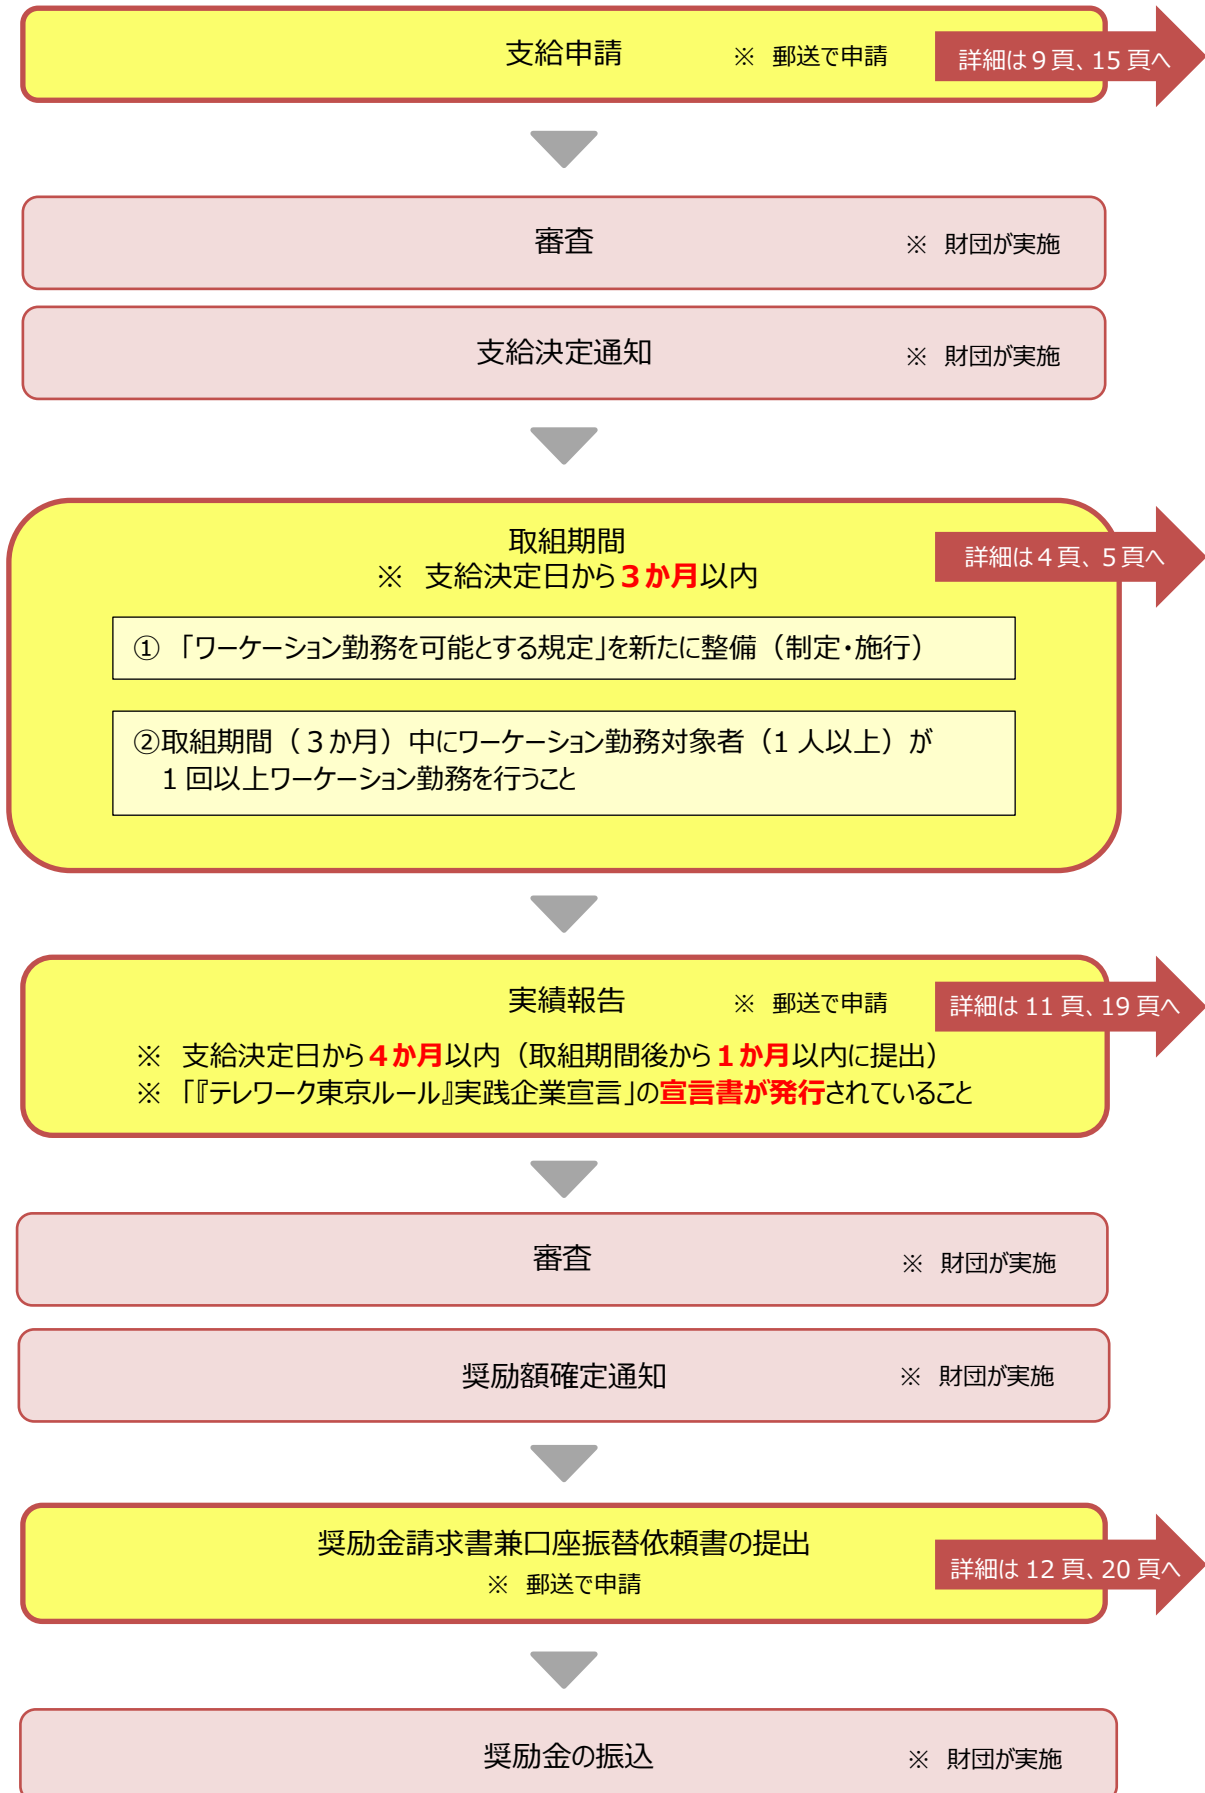 支給申請　　　※　郵送で申請
詳細は９頁、15 頁へ
審査　　　※　財団が実施
支給決定通知　　　※　財団が実施
取組期間
※　支給決定日から３か月以内
詳細は４頁、５頁へ
①　「ワーケーション勤務を可能とする規定」を新たに整備（制定・施行）
②取組期間（３か月）中にワーケーション勤務対象者（１人以上）が
１回以上ワーケーション勤務を行うこと
実績報告　　　※　郵送で申請
詳細は 11 頁、19 頁へ
※　支給決定日から４か月以内（取組期間後から１か月以内に提出）
※　「『テレワーク東京ルール』実践企業宣言」の宣言書が発行されていること
審査　　　※　財団が実施
奨励額確定通知　　　※　財団が実施
奨励金請求書兼口座振替依頼書の提出
※　郵送で申請
詳細は 12 頁、20 頁へ
奨励金の振込　　　※　財団が実施